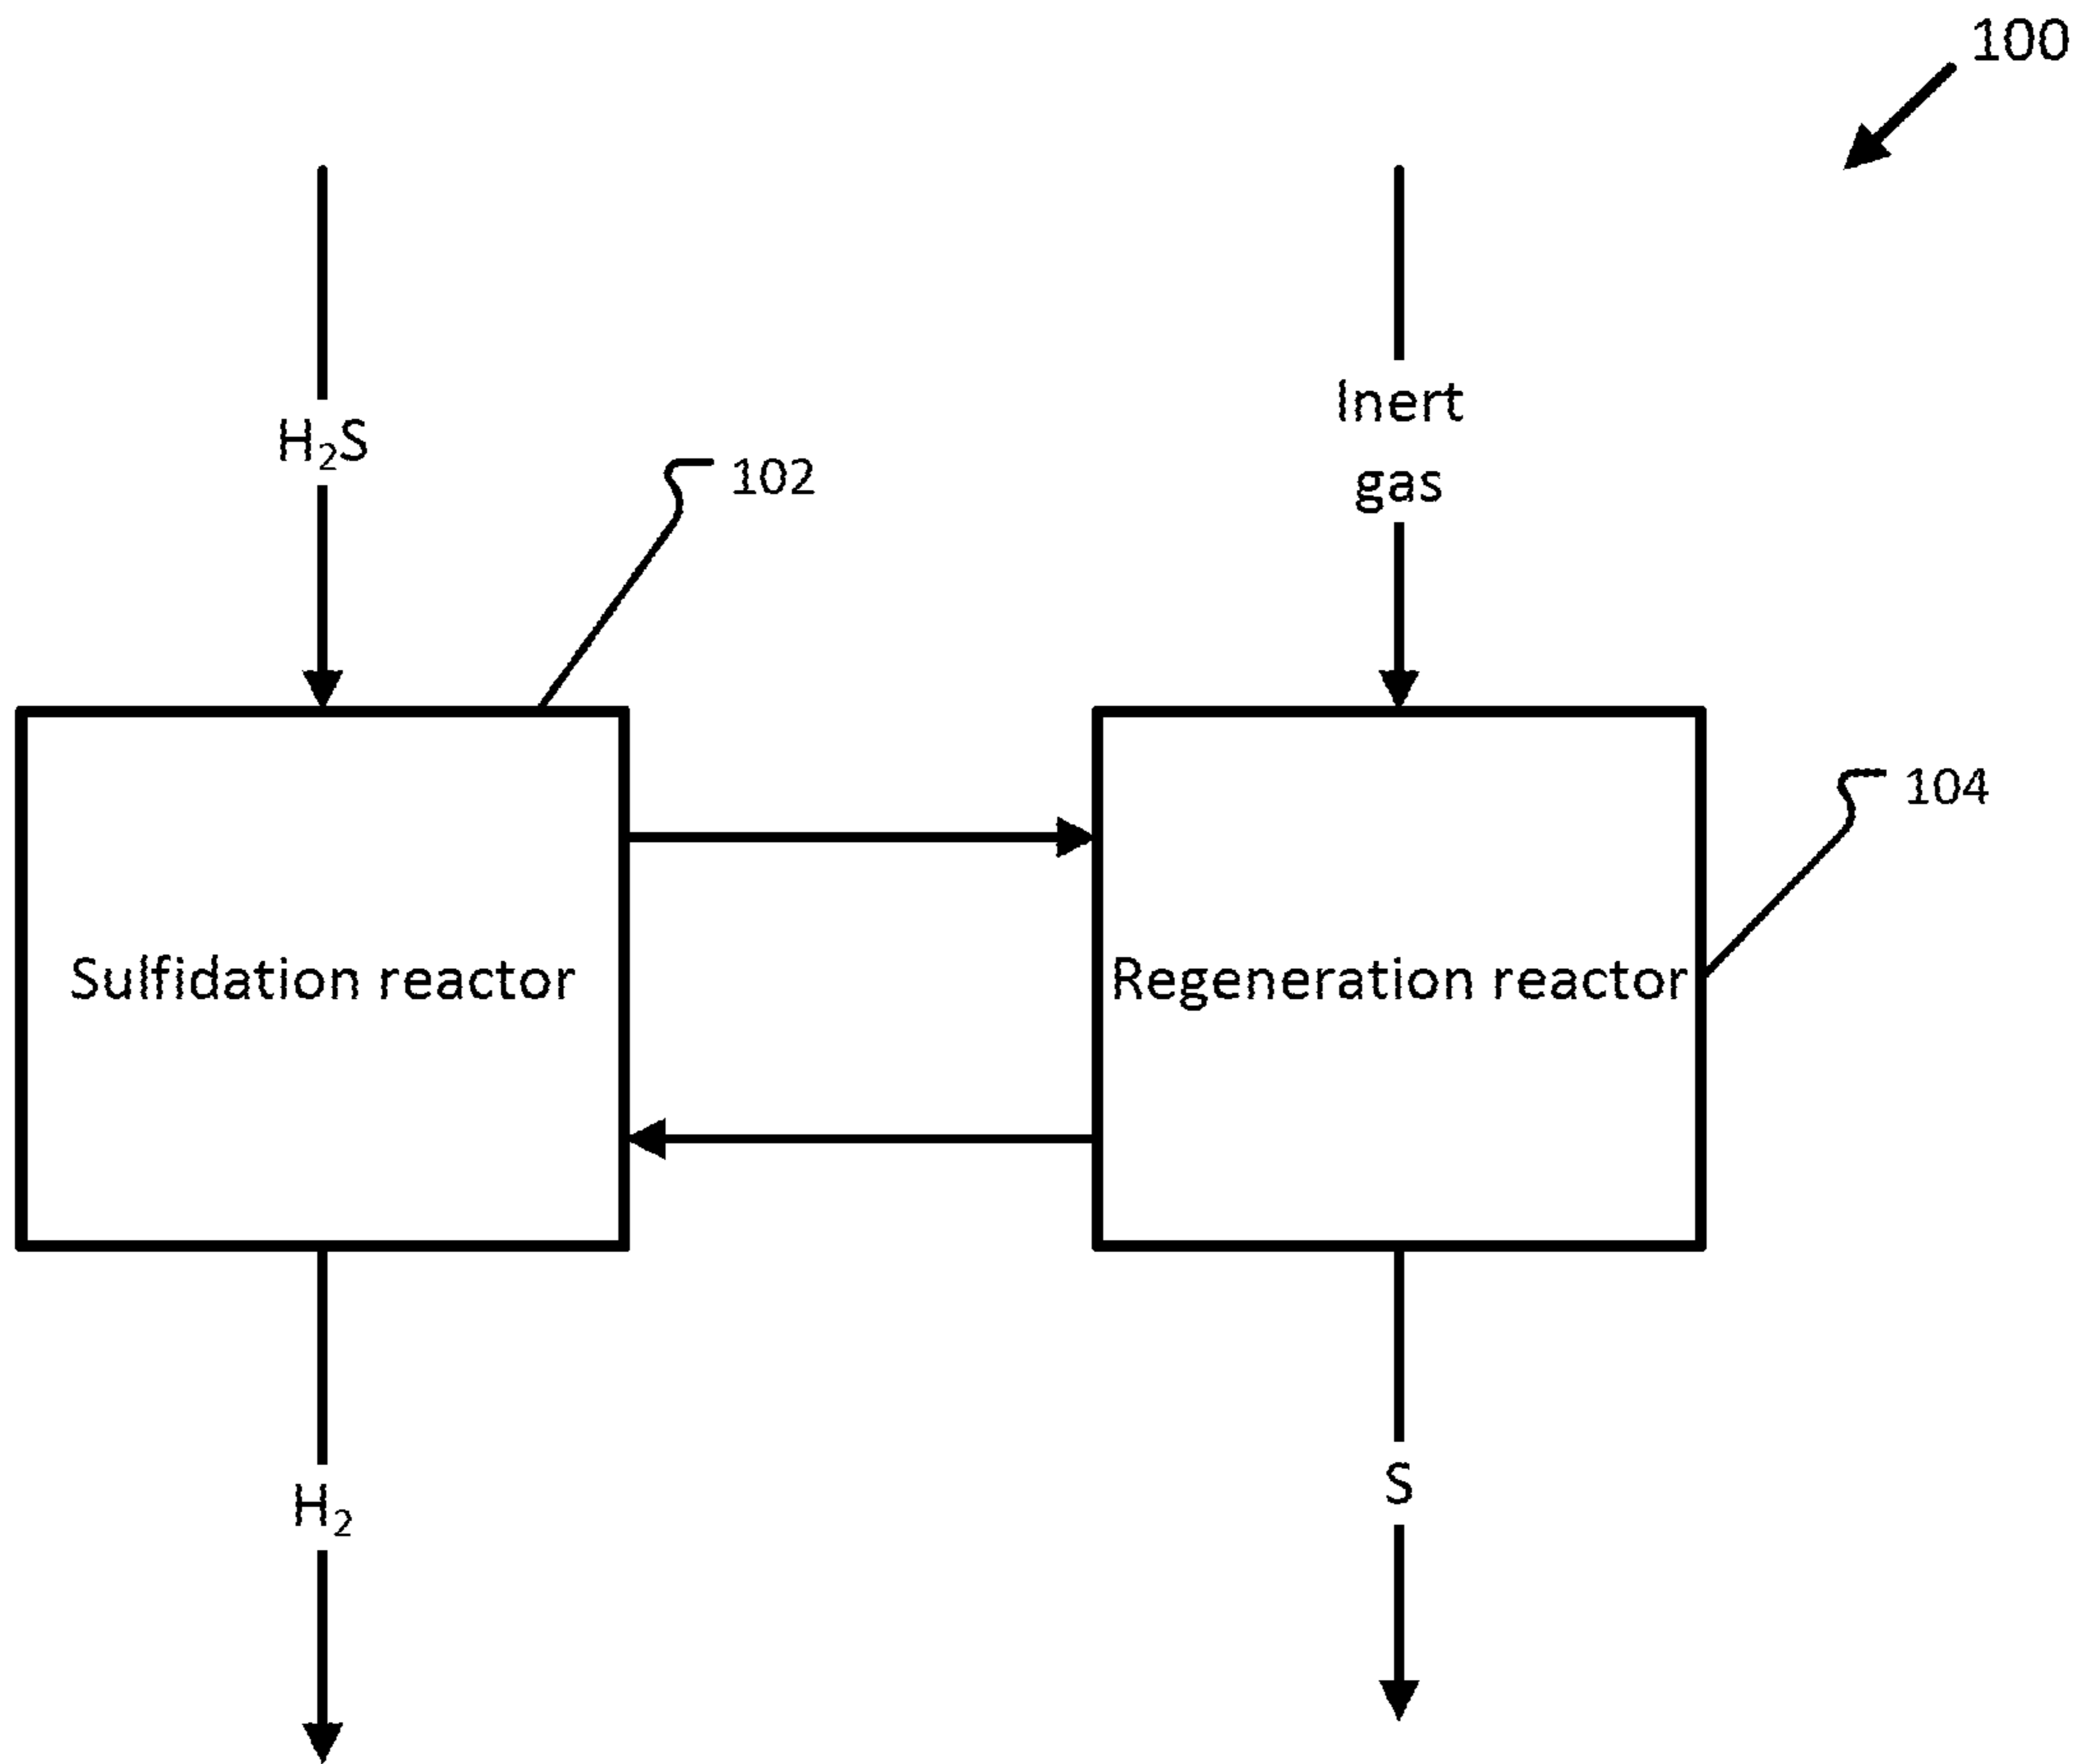 100
H₂S
Inert
gas
102
104
Sulfidation reactor
Regeneration reactor
H₂
S